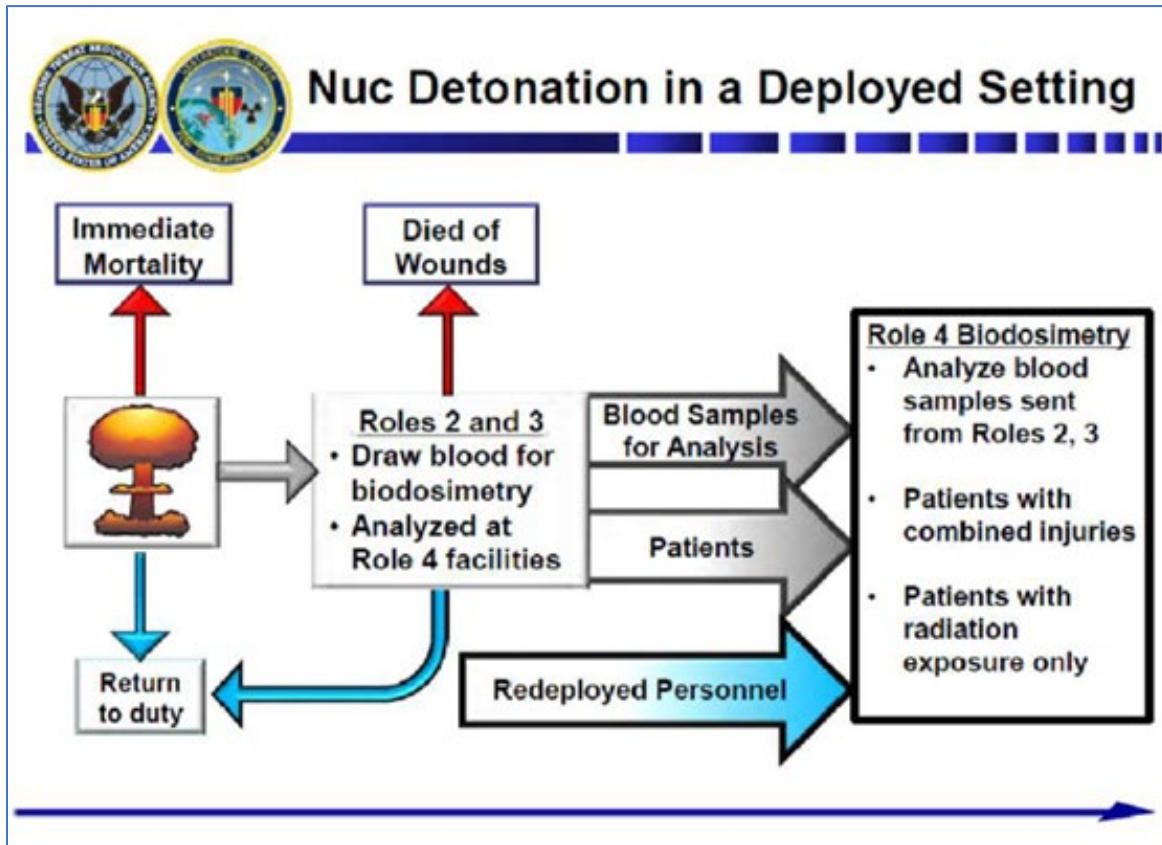 Nuc Detonation in a Deployed Setting
Immediate
Mortality
Died of
Wounds
Roles 2 and 3
• Draw blood for
biodosimetry
• Analyzed at
Role 4 facilities
Blood Samples
for Analysis
Patients
Redeployed Personnel
Return
to duty
Role 4 Biodosimetry
• Analyze blood
samples sent
from Roles 2, 3
• Patients with
combined injuries
• Patients with
radiation
exposure only